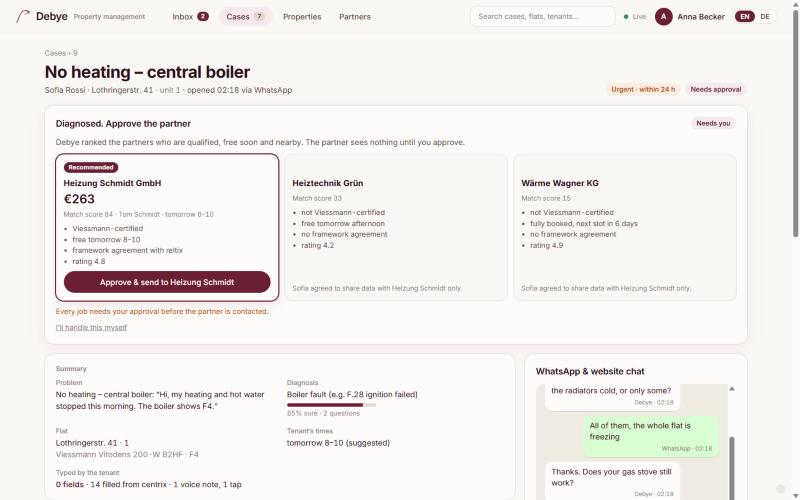 Debye Property management Inbox 2 Cases 7 Properties Partners Search cases, flats, tenants... Live A Anna Becker EN DE
Cases › 9
No heating – central boiler
Sofia Rossi · Lothringerstr. 41 · unit 1 · opened 02:18 via WhatsApp
Urgent · within 24 h Needs approval
Diagnosed. Approve the partner
Needs you
Debye ranked the partners who are qualified, free soon and nearby. The partner sees nothing until you approve.
Recommended
Heizung Schmidt GmbH
€263
Match score 84 · Tom Schmidt · tomorrow 8–10
• Viessmann-certified
• free tomorrow 8–10
• framework agreement with reltix
• rating 4.8
Approve & send to Heizung Schmidt
Heiztechnik Grün
Match score 33
• not Viessmann-certified
• free tomorrow afternoon
• no framework agreement
• rating 4.2
Sofia agreed to share data with Heizung Schmidt only.
Wärme Wagner KG
Match score 15
• not Viessmann-certified
• fully booked, next slot in 6 days
• no framework agreement
• rating 4.9
Sofia agreed to share data with Heizung Schmidt only.
Every job needs your approval before the partner is contacted.
I'll handle this myself
Summary
Problem
No heating – central boiler: "Hi, my heating and hot water
stopped this morning. The boiler shows F4."
Diagnosis
Boiler fault (e.g. F.28 ignition failed)
85% sure · 2 questions
Flat
Lothringerstr. 41 · 1
Viessmann Vitodens 200-W B2HF · F4
Tenant's times
tomorrow 8–10 (suggested)
Typed by the tenant
0 fields · 14 filled from centrix · 1 voice note, 1 tap
WhatsApp & website chat
the radiators cold, or only some?
Debye · 02:18
All of them, the whole flat is
freezing
WhatsApp · 02:18
Thanks. Does your gas stove still
work?
Debye · 02:18